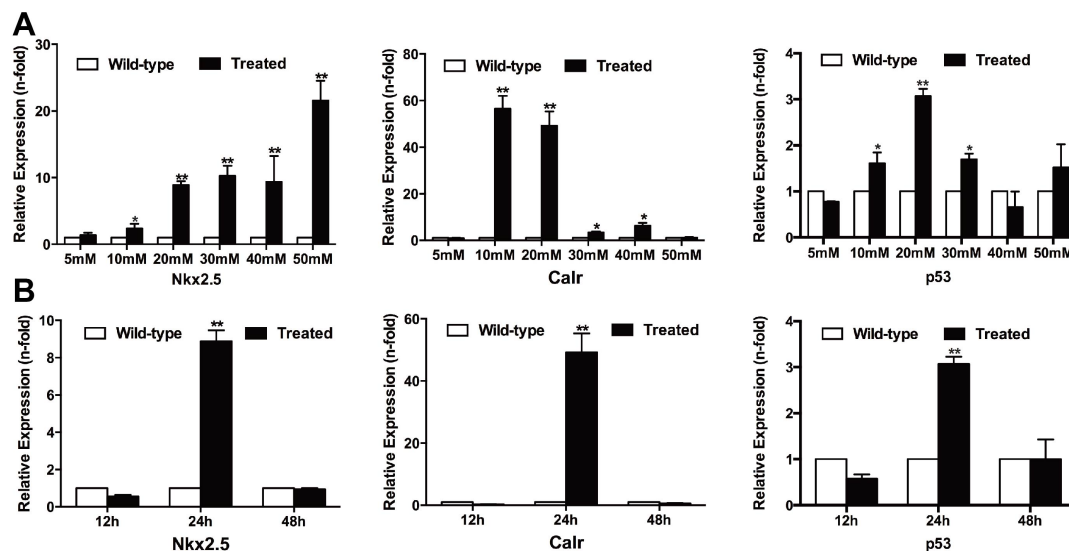 A
Relative Expression (n-fold)
30
20
10
0
Wild-type Treated
* ** ** ** **
5mM 10mM 20mM 30mM 40mM 50mM
Nkx2.5
Relative Expression (n-fold)
80
60
40
20
0
Wild-type Treated
** ** * *
5mM 10mM 20mM 30mM 40mM 50mM
Calr
Relative Expression (n-fold)
4
3
2
1
0
Wild-type Treated
* ** *
5mM 10mM 20mM 30mM 40mM 50mM
p53
B
Relative Expression (n-fold)
10
8
6
4
2
0
Wild-type Treated
**
12h 24h 48h
Nkx2.5
Relative Expression (n-fold)
60
40
20
0
Wild-type Treated
**
12h 24h 48h
Calr
Relative Expression (n-fold)
4
3
2
1
0
Wild-type Treated
**
12h 24h 48h
p53